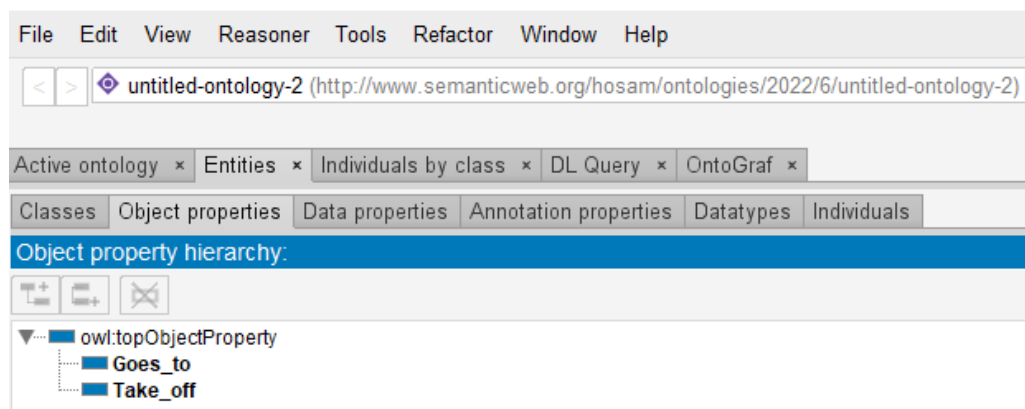 File Edit View Reasoner Tools Refactor Window Help
< > untitled-ontology-2 (http://www.semanticweb.org/hosam/ontologies/2022/6/untitled-ontology-2)
Active ontology × Entities × Individuals by class × DL Query × OntoGraf ×
Classes Object properties Data properties Annotation properties Datatypes Individuals
Object property hierarchy:
owl:topObjectProperty
Goes_to
Take_off